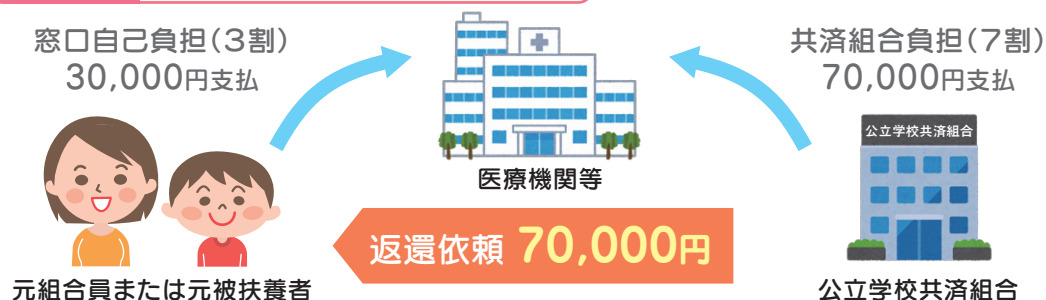 窓口自己負担(3割)
30,000円支払
共済組合負担(7割)
70,000円支払
公立学校共済組合
医療機関等
返還依頼 70,000円
元組合員または元被扶養者
公立学校共済組合